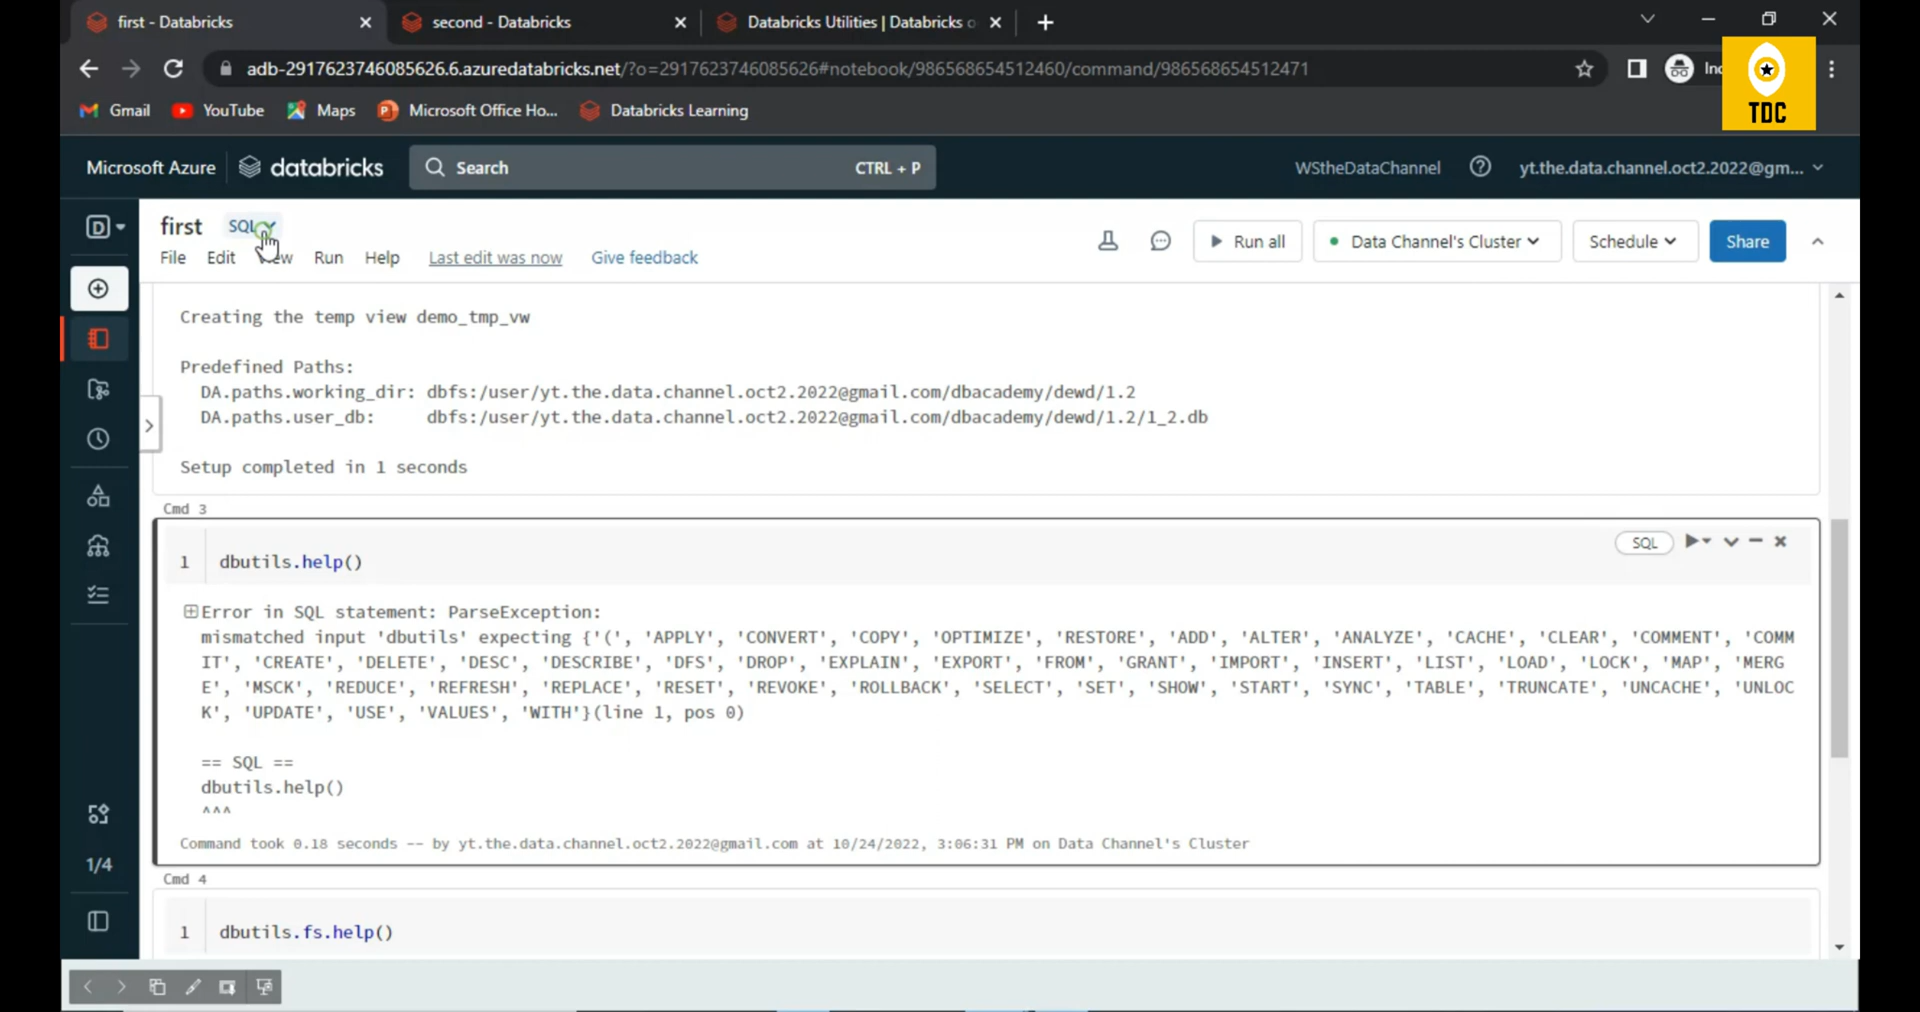 first - Databricks
second - Databricks
Databricks Utilities | Databricks o
adb-2917623746085626.6.azuredatabricks.net/?o=2917623746085626#notebook/986568654512460/command/986568654512471
Inc
TDC
Gmail
YouTube
Maps
Microsoft Office Ho...
Databricks Learning
Microsoft Azure
databricks
Search
CTRL + P
WStheDataChannel
yt.the.data.channel.oct2.2022@gm...
D
first
SQL
Run all
Data Channel's Cluster
Schedule
Share
File
Edit
Run
Help
Last edit was now
Give feedback
Creating the temp view demo_tmp_vw
Predefined Paths:
DA.paths.working_dir: dbfs:/user/yt.the.data.channel.oct2.2022@gmail.com/dbacademy/dewd/1.2
DA.paths.user_db: dbfs:/user/yt.the.data.channel.oct2.2022@gmail.com/dbacademy/dewd/1.2/1_2.db
Setup completed in 1 seconds
Cmd 3
SQL
1 dbutils.help()
Error in SQL statement: ParseException:
mismatched input 'dbutils' expecting {'(', 'APPLY', 'CONVERT', 'COPY', 'OPTIMIZE', 'RESTORE', 'ADD', 'ALTER', 'ANALYZE', 'CACHE', 'CLEAR', 'COMMENT', 'COMM
IT', 'CREATE', 'DELETE', 'DESC', 'DESCRIBE', 'DFS', 'DROP', 'EXPLAIN', 'EXPORT', 'FROM', 'GRANT', 'IMPORT', 'INSERT', 'LIST', 'LOAD', 'LOCK', 'MAP', 'MERG
E', 'MSCK', 'REDUCE', 'REFRESH', 'REPLACE', 'RESET', 'REVOKE', 'ROLLBACK', 'SELECT', 'SET', 'SHOW', 'START', 'SYNC', 'TABLE', 'TRUNCATE', 'UNCACHE', 'UNLOC
K', 'UPDATE', 'USE', 'VALUES', 'WITH'}(line 1, pos 0)
== SQL ==
dbutils.help()
^^^
Command took 0.18 seconds -- by yt.the.data.channel.oct2.2022@gmail.com at 10/24/2022, 3:06:31 PM on Data Channel's Cluster
Cmd 4
1 dbutils.fs.help()
1/4